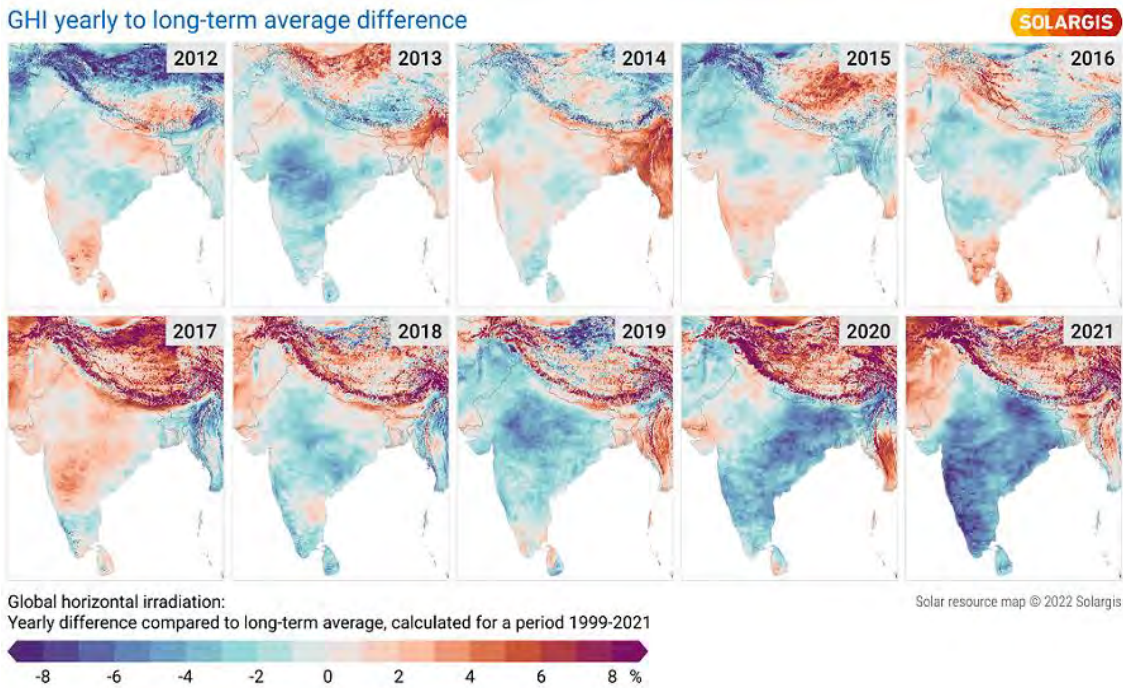 GHI yearly to long-term average difference
SOLARGIS
2012
2013
2014
2015
2016
2017
2018
2019
2020
2021
Global horizontal irradiation:
Yearly difference compared to long-term average, calculated for a period 1999-2021
Solar resource map © 2022 Solargis
-8 -6 -4 -2 0 2 4 6 8 %